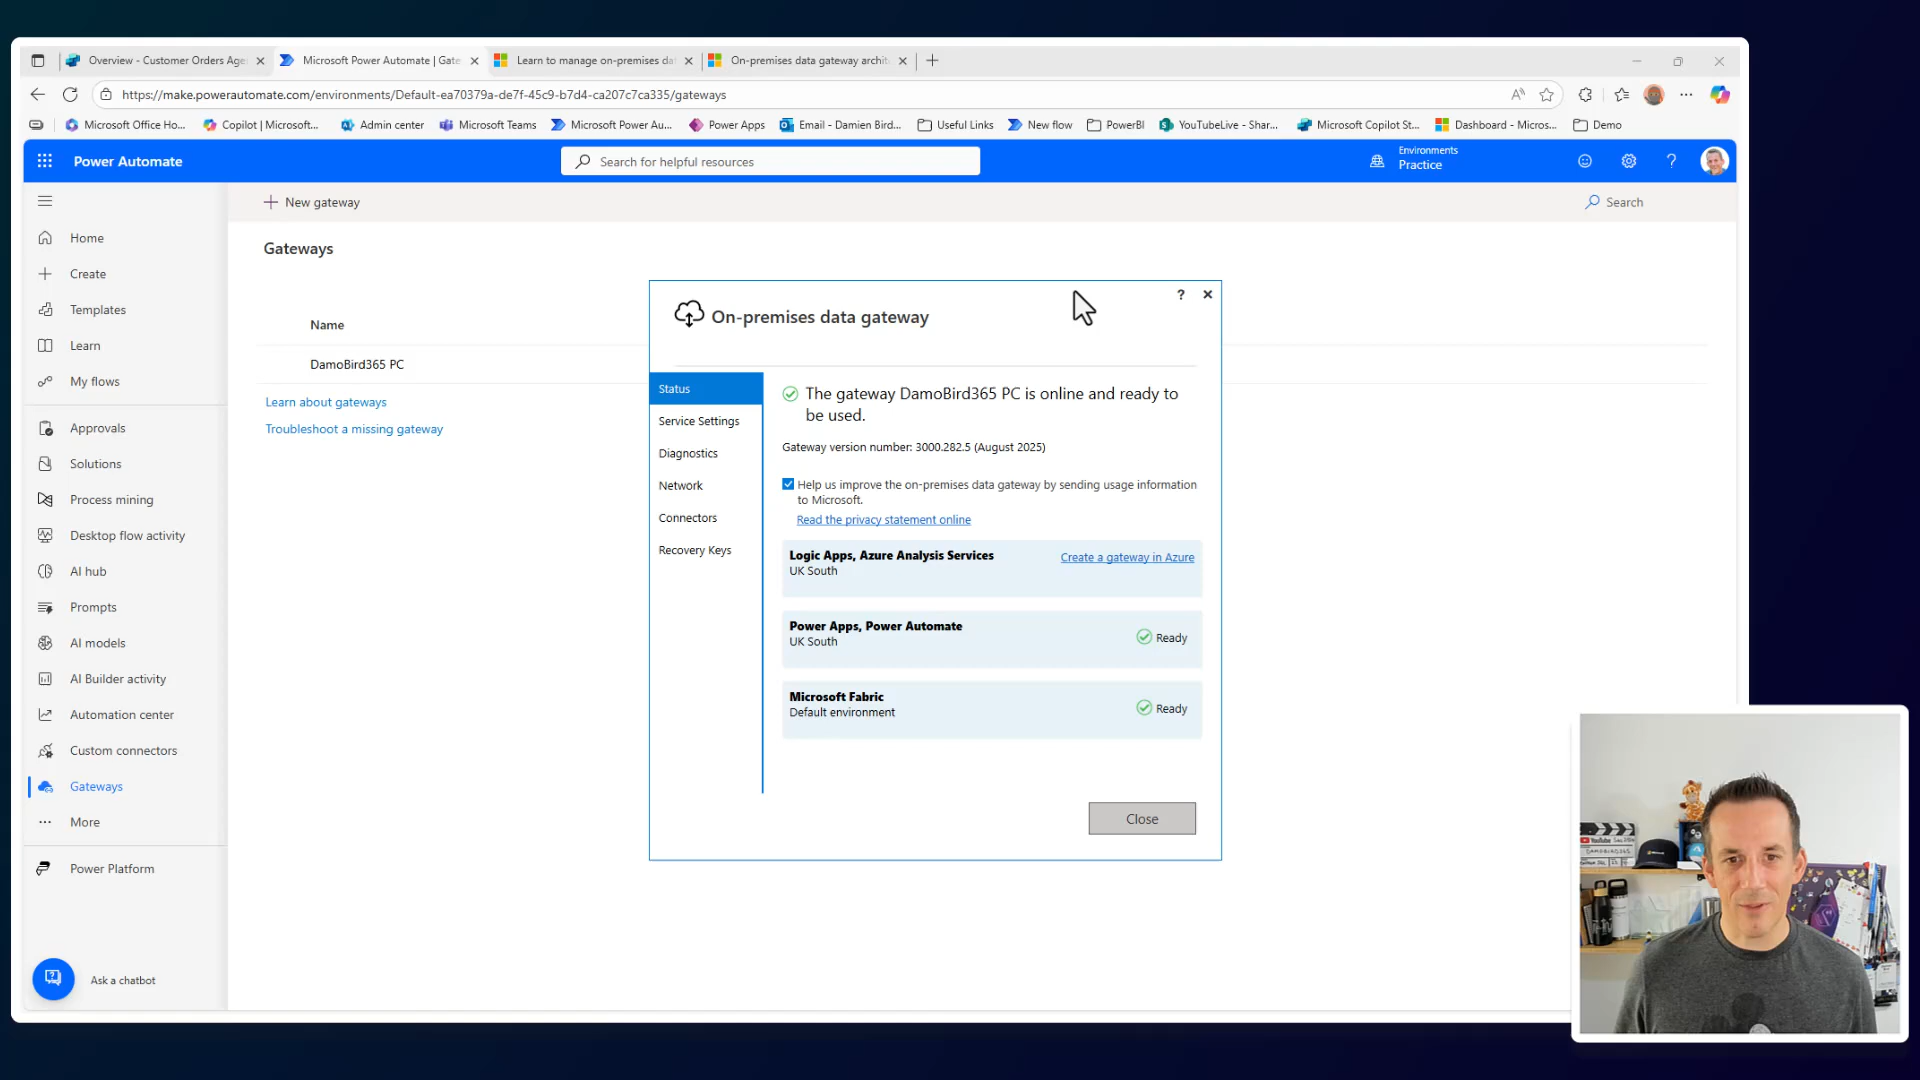 Overview - Customer Orders Age
Microsoft Power Automate | Gate
Learn to manage on-premises da
On-premises data gateway archit
https://make.powerautomate.com/environments/Default-ea70379a-de7f-45c9-b7d4-ca207c7ca335/gateways
Microsoft Office Ho...
Copilot | Microsoft...
Admin center
Microsoft Teams
Microsoft Power Au...
Power Apps
Email - Damien Bird...
Useful Links
New flow
PowerBI
YouTubeLive - Shar...
Microsoft Copilot St...
Dashboard - Micros...
Demo
Power Automate
Search for helpful resources
Environments
Practice
New gateway
Search
Home
Create
Templates
Learn
My flows
Approvals
Solutions
Process mining
Desktop flow activity
AI hub
Prompts
AI models
AI Builder activity
Automation center
Custom connectors
Gateways
More
Power Platform
Ask a chatbot
Gateways
Name
DamoBird365 PC
Learn about gateways
Troubleshoot a missing gateway
On-premises data gateway
Status
Service Settings
Diagnostics
Network
Connectors
Recovery Keys
The gateway DamoBird365 PC is online and ready to
be used.
Gateway version number: 3000.282.5 (August 2025)
Help us improve the on-premises data gateway by sending usage information
to Microsoft.
Read the privacy statement online
Logic Apps, Azure Analysis Services
UK South
Create a gateway in Azure
Power Apps, Power Automate
UK South
Ready
Microsoft Fabric
Default environment
Ready
Close